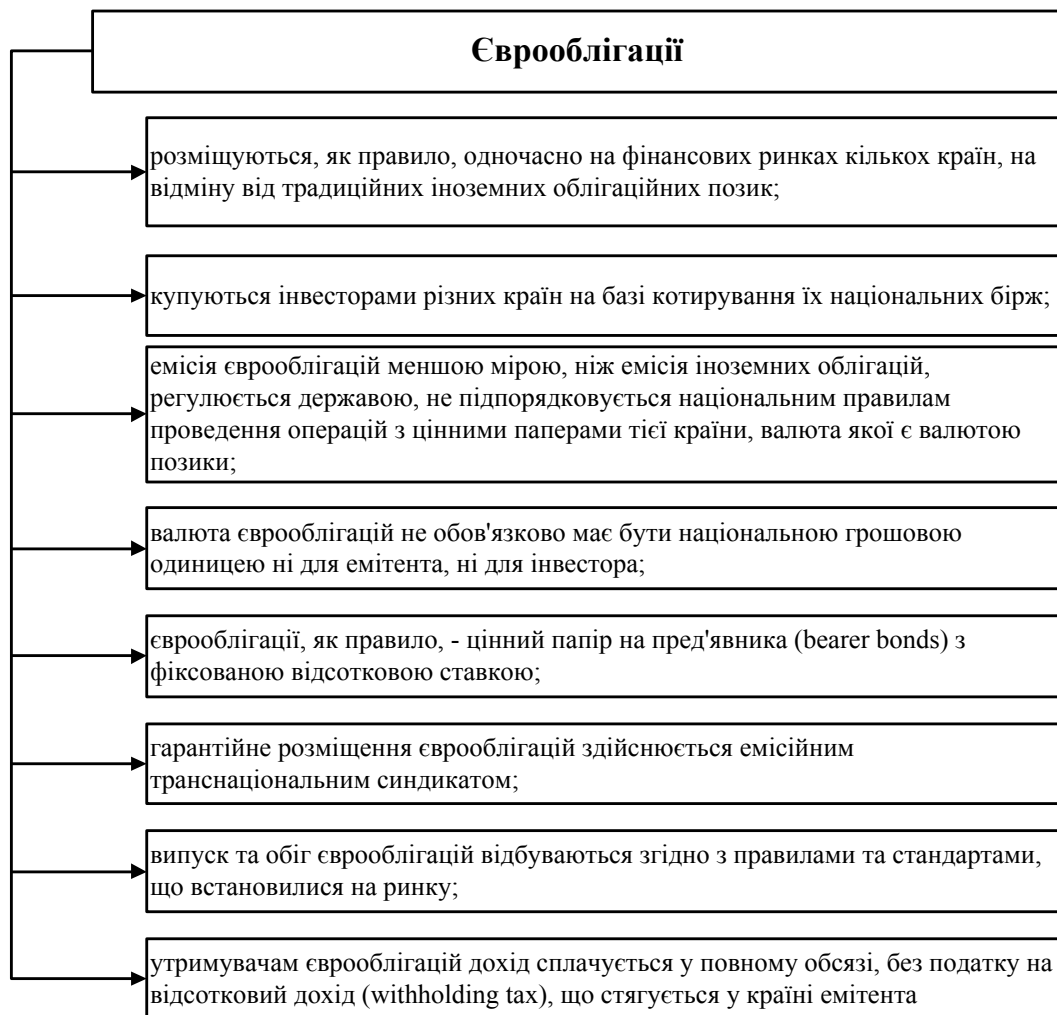 Єврооблігації
розміщуються, як правило, одночасно на фінансових ринках кількох країн, на
відміну від традиційних іноземних облігаційних позик;
купуються інвесторами різних країн на базі котирування їх національних бірж;
емісія єврооблігацій меншою мірою, ніж емісія іноземних облігацій,
регулюється державою, не підпорядковується національним правилам
проведення операцій з цінними паперами тієї країни, валюта якої є валютою
позики;
валюта єврооблігацій не обов'язково має бути національною грошовою
одиницею ні для емітента, ні для інвестора;
єврооблігації, як правило, - цінний папір на пред'явника (bearer bonds) з
фіксованою відсотковою ставкою;
гарантійне розміщення єврооблігацій здійснюється емісійним
транснаціональним синдикатом;
випуск та обіг єврооблігацій відбуваються згідно з правилами та стандартами,
що встановилися на ринку;
утримувачам єврооблігацій дохід сплачується у повному обсязі, без податку на
відсотковий дохід (withholding tax), що стягується у країні емітента